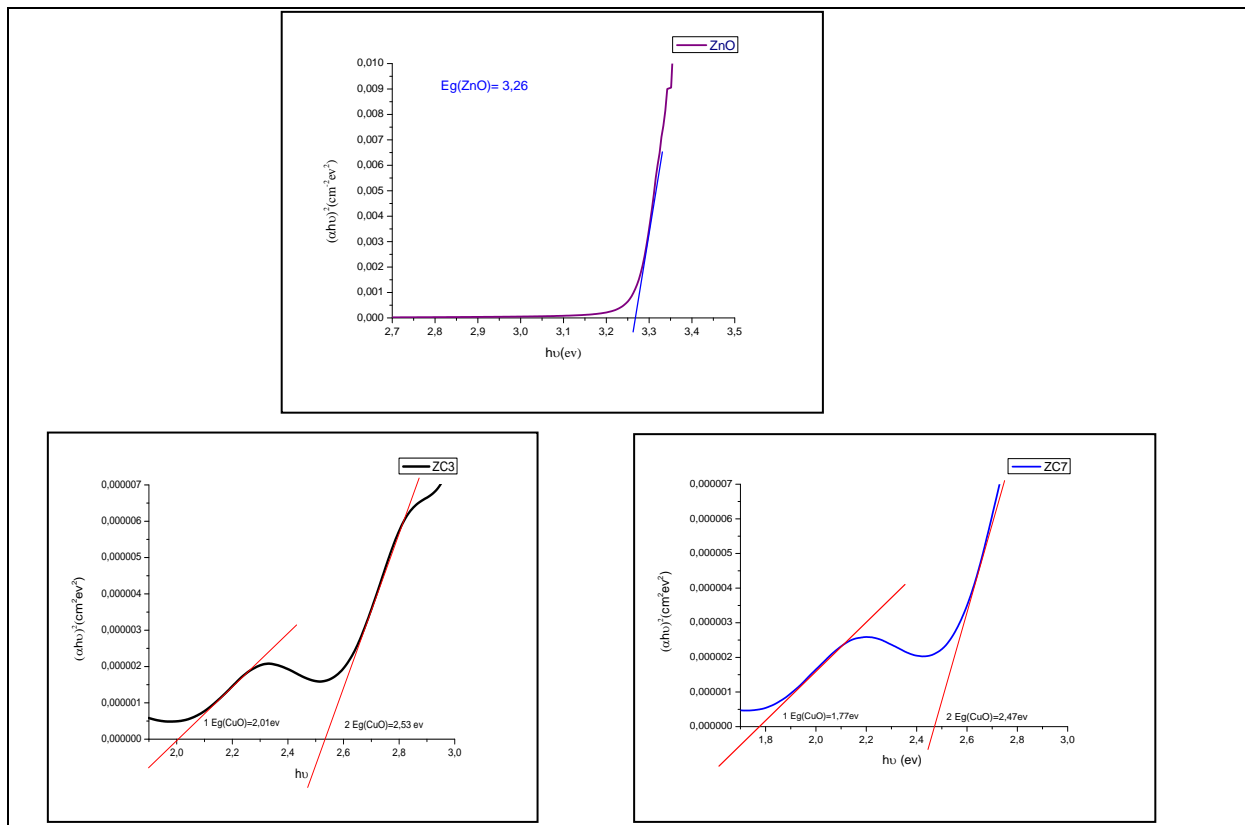 ZnO
Eg(ZnO)= 3,26
0,010
0,009
0,008
0,007
0,006
0,005
0,004
0,003
0,002
0,001
0,000
(αhυ)²(cm⁻²ev²)
2,7 2,8 2,9 3,0 3,1 3,2 3,3 3,4 3,5
hυ(ev)
ZC3
0,000007
0,000006
0,000005
0,000004
0,000003
0,000002
0,000001
0,000000
(αhυ)²(cm²ev²)
1 Eg(CuO)=2,01ev
2 Eg(CuO)=2,53 ev
2,0 2,2 2,4 2,6 2,8 3,0
hυ
ZC7
0,000007
0,000006
0,000005
0,000004
0,000003
0,000002
0,000001
0,000000
(αhυ)²(cm²ev²)
1 Eg(CuO)=1,77ev
2 Eg(CuO)=2,47ev
1,8 2,0 2,2 2,4 2,6 2,8 3,0
hυ (ev)